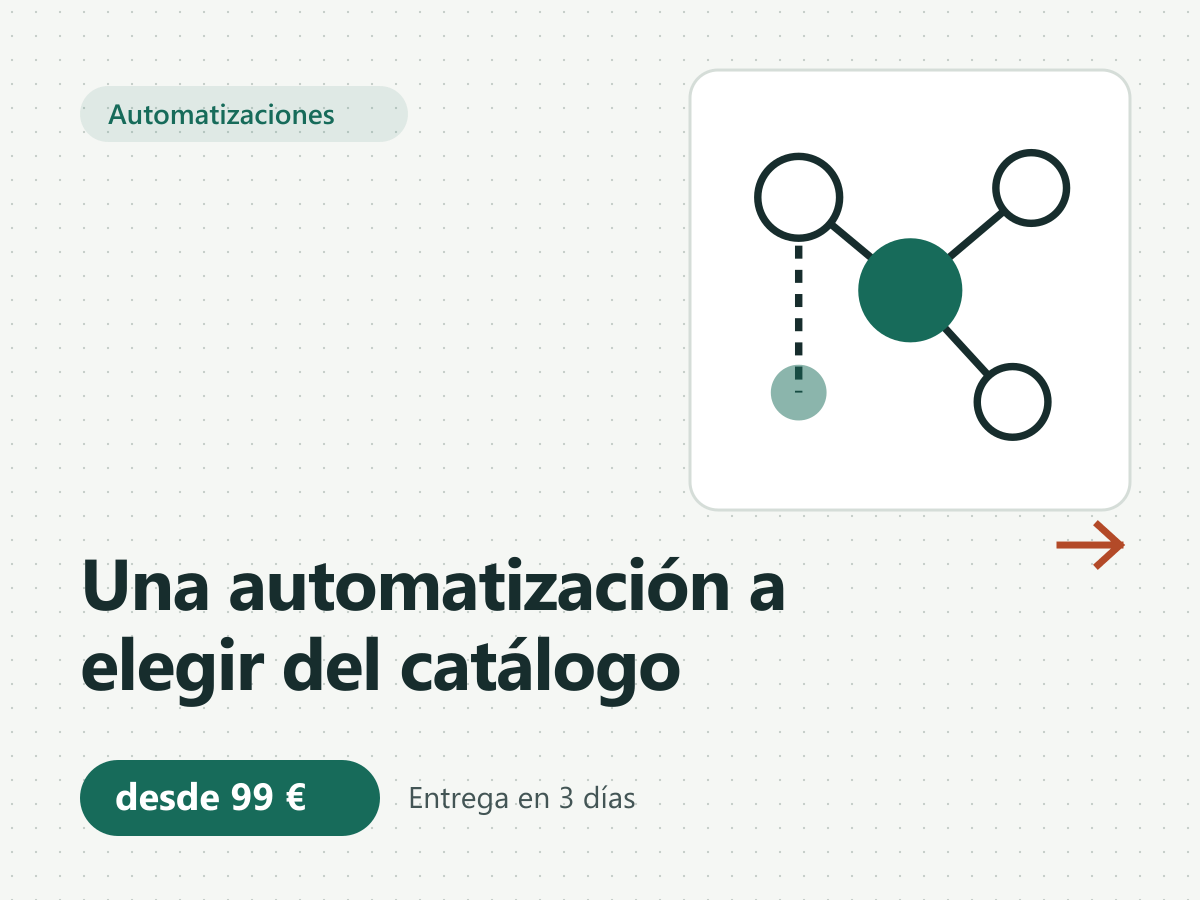 Automatizaciones
Una automatización a
elegir del catálogo
desde 99 €
Entrega en 3 días